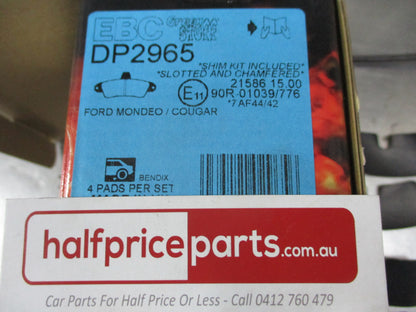 EBC
DP2965
*SHIM KIT INCLUDED*
*SLOTTED AND CHAMFERED*
E11
21586 15.00
90R-01039/776
*7AF44/42
FORD MONDEO / COUGAR
BENDIX
4 PADS PER SET
halfpriceparts.com.au
Car Parts For Half Price Or Less - Call 0412 760 479